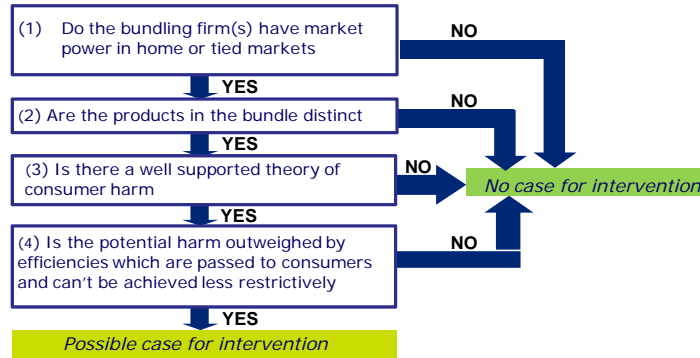 (1) Do the bundling firm(s) have market
power in home or tied markets
NO
YES
(2) Are the products in the bundle distinct
NO
YES
(3) Is there a well supported theory of
consumer harm
NO
No case for intervention
YES
(4) Is the potential harm outweighed by
efficiencies which are passed to consumers
and can't be achieved less restrictively
NO
YES
Possible case for intervention